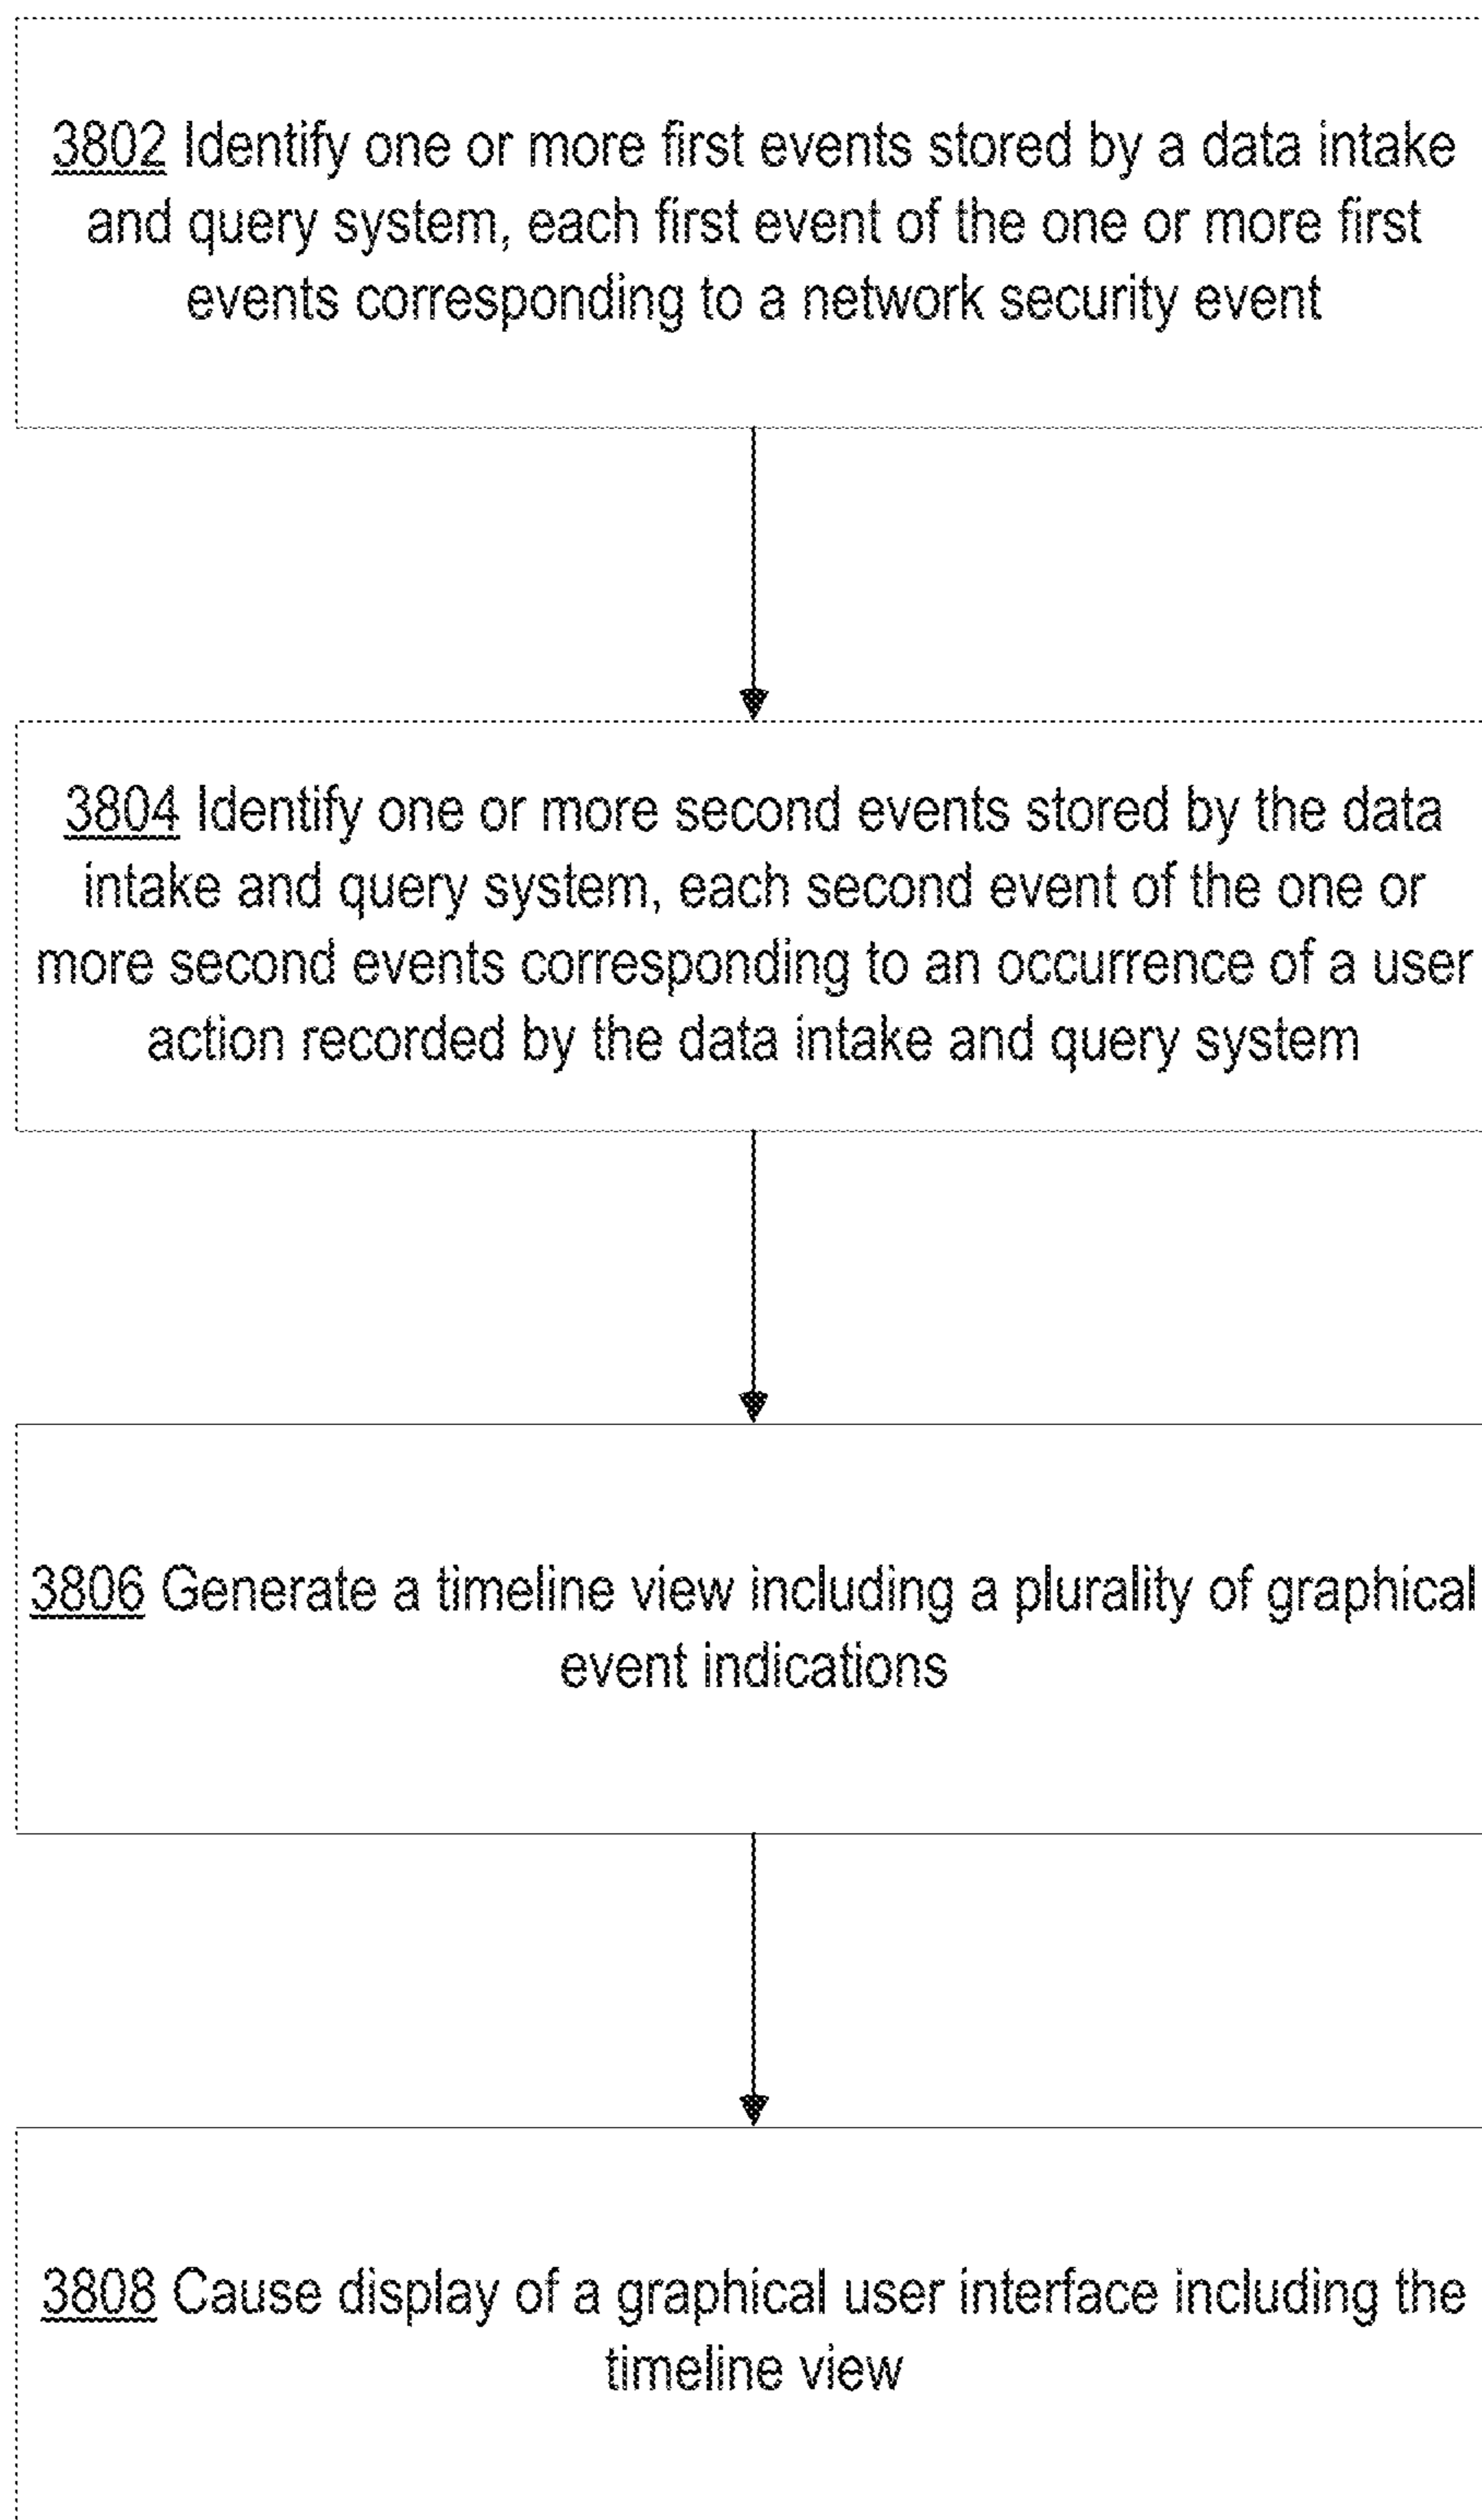 3802 Identify one or more first events stored by a data intake
and query system, each first event of the one or more first
events corresponding to a network security event
3804 Identify one or more second events stored by the data
intake and query system, each second event of the one or
more second events corresponding to an occurrence of a user
action recorded by the data intake and query system
3806 Generate a timeline view including a plurality of graphical
event indications
3808 Cause display of a graphical user interface including the
timeline view